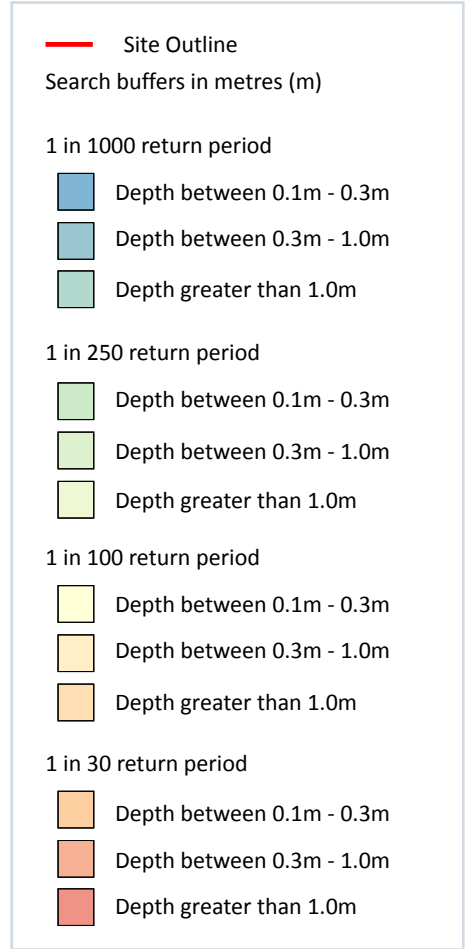 Site Outline
Search buffers in metres (m)
1 in 1000 return period
Depth between 0.1m - 0.3m
Depth between 0.3m - 1.0m
Depth greater than 1.0m
1 in 250 return period
Depth between 0.1m - 0.3m
Depth between 0.3m - 1.0m
Depth greater than 1.0m
1 in 100 return period
Depth between 0.1m - 0.3m
Depth between 0.3m - 1.0m
Depth greater than 1.0m
1 in 30 return period
Depth between 0.1m - 0.3m
Depth between 0.3m - 1.0m
Depth greater than 1.0m